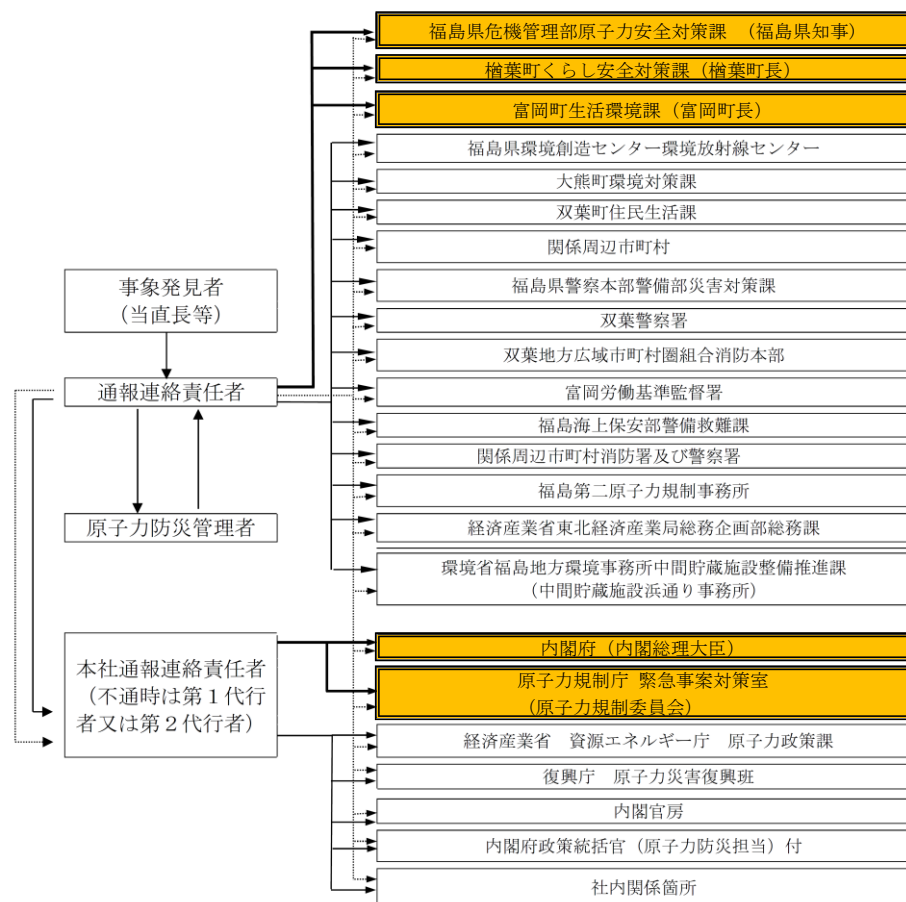 福島県危機管理部原子力安全対策課 （福島県知事）
楢葉町くらし安全対策課（楢葉町長）
富岡町生活環境課（富岡町長）
福島県環境創造センター環境放射線センター
大熊町環境対策課
双葉町住民生活課
関係周辺市町村
福島県警察本部警備部災害対策課
双葉警察署
双葉地方広域市町村圏組合消防本部
富岡労働基準監督署
福島海上保安部警備救難課
関係周辺市町村消防署及び警察署
福島第二原子力規制事務所
経済産業省東北経済産業局総務企画部総務課
環境省福島地方環境事務所中間貯蔵施設整備推進課
（中間貯蔵施設浜通り事務所）
事象発見者
（当直長等）
通報連絡責任者
原子力防災管理者
本社通報連絡責任者
（不通時は第１代行
者又は第２代行者）
内閣府（内閣総理大臣）
原子力規制庁 緊急事案対策室
（原子力規制委員会）
経済産業省　資源エネルギー庁　原子力政策課
復興庁　原子力災害復興班
内閣官房
内閣府政策統括官（原子力防災担当）付
社内関係箇所